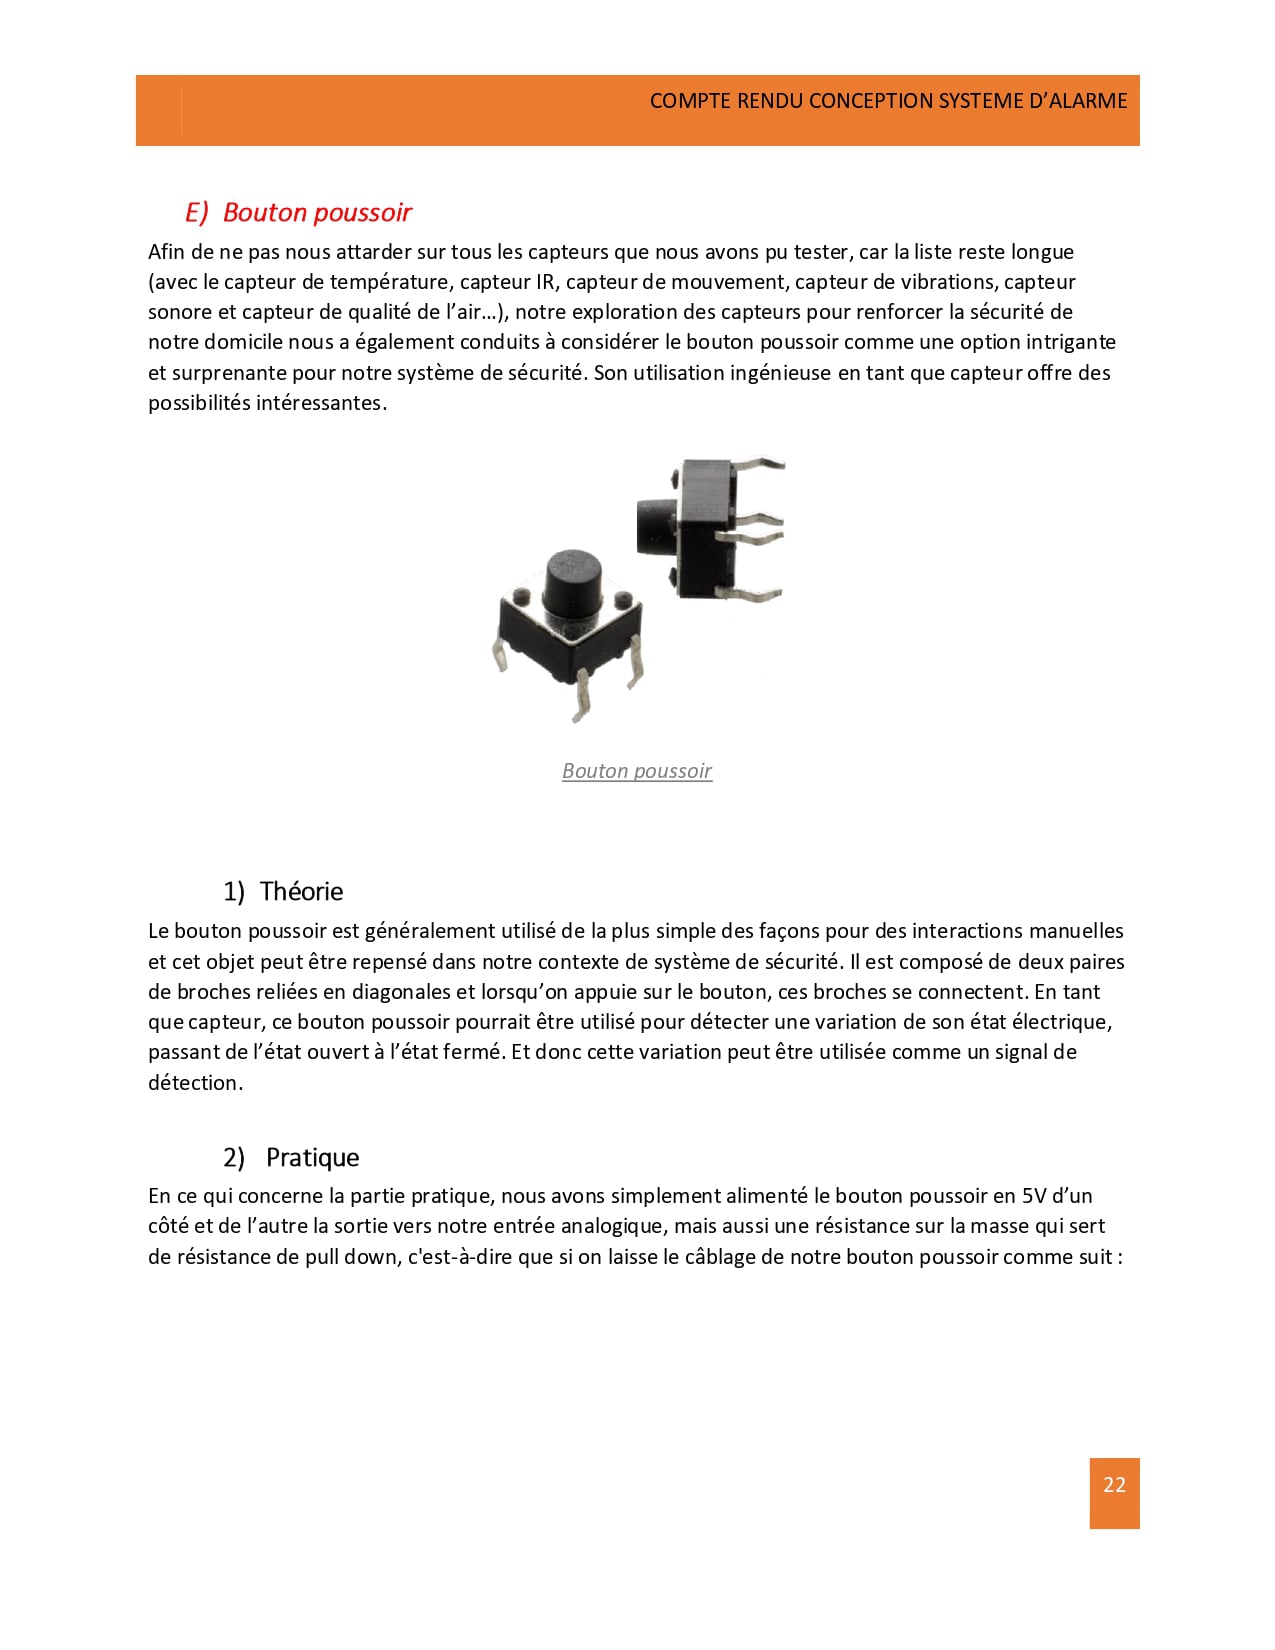 COMPTE RENDU CONCEPTION SYSTEME D’ALARME
E) Bouton poussoir
Afin de ne pas nous attarder sur tous les capteurs que nous avons pu tester, car la liste reste longue
(avec le capteur de température, capteur IR, capteur de mouvement, capteur de vibrations, capteur
sonore et capteur de qualité de l’air…), notre exploration des capteurs pour renforcer la sécurité de
notre domicile nous a également conduits à considérer le bouton poussoir comme une option intrigante
et surprenante pour notre système de sécurité. Son utilisation ingénieuse en tant que capteur offre des
possibilités intéressantes.
Bouton poussoir
1) Théorie
Le bouton poussoir est généralement utilisé de la plus simple des façons pour des interactions manuelles
et cet objet peut être repensé dans notre contexte de système de sécurité. Il est composé de deux paires
de broches reliées en diagonales et lorsqu’on appuie sur le bouton, ces broches se connectent. En tant
que capteur, ce bouton poussoir pourrait être utilisé pour détecter une variation de son état électrique,
passant de l’état ouvert à l’état fermé. Et donc cette variation peut être utilisée comme un signal de
détection.
2) Pratique
En ce qui concerne la partie pratique, nous avons simplement alimenté le bouton poussoir en 5V d’un
côté et de l’autre la sortie vers notre entrée analogique, mais aussi une résistance sur la masse qui sert
de résistance de pull down, c'est-à-dire que si on laisse le câblage de notre bouton poussoir comme suit :
22